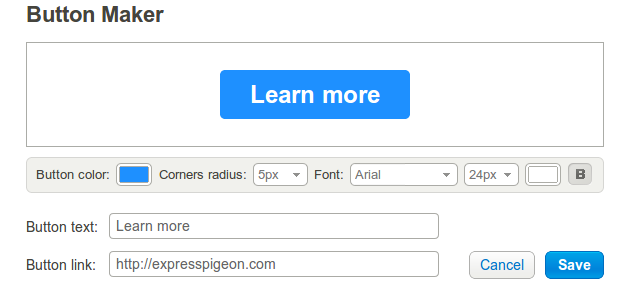 Button Maker
Learn more
Button color: Corners radius: 5px Font: Arial 24px B
Button text: Learn more
Button link: http://expresspigeon.com Cancel Save